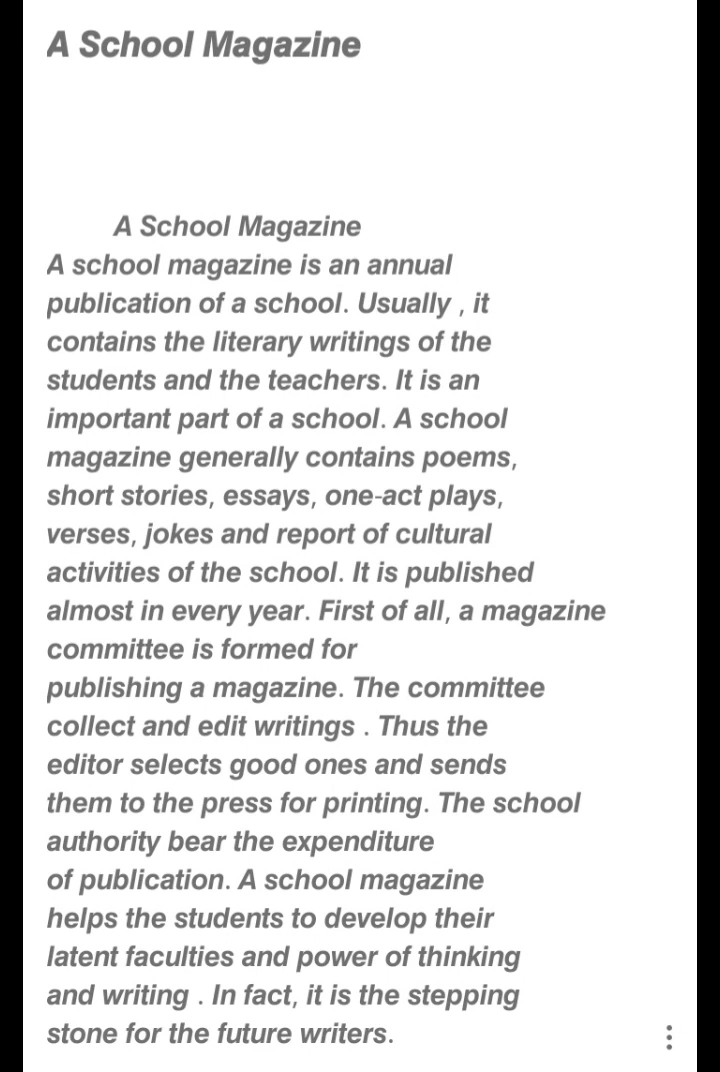 A School Magazine
A School Magazine
A school magazine is an annual
publication of a school. Usually , it
contains the literary writings of the
students and the teachers. It is an
important part of a school. A school
magazine generally contains poems,
short stories, essays, one-act plays,
verses, jokes and report of cultural
activities of the school. It is published
almost in every year. First of all, a magazine
committee is formed for
publishing a magazine. The committee
collect and edit writings . Thus the
editor selects good ones and sends
them to the press for printing. The school
authority bear the expenditure
of publication. A school magazine
helps the students to develop their
latent faculties and power of thinking
and writing . In fact, it is the stepping
stone for the future writers.